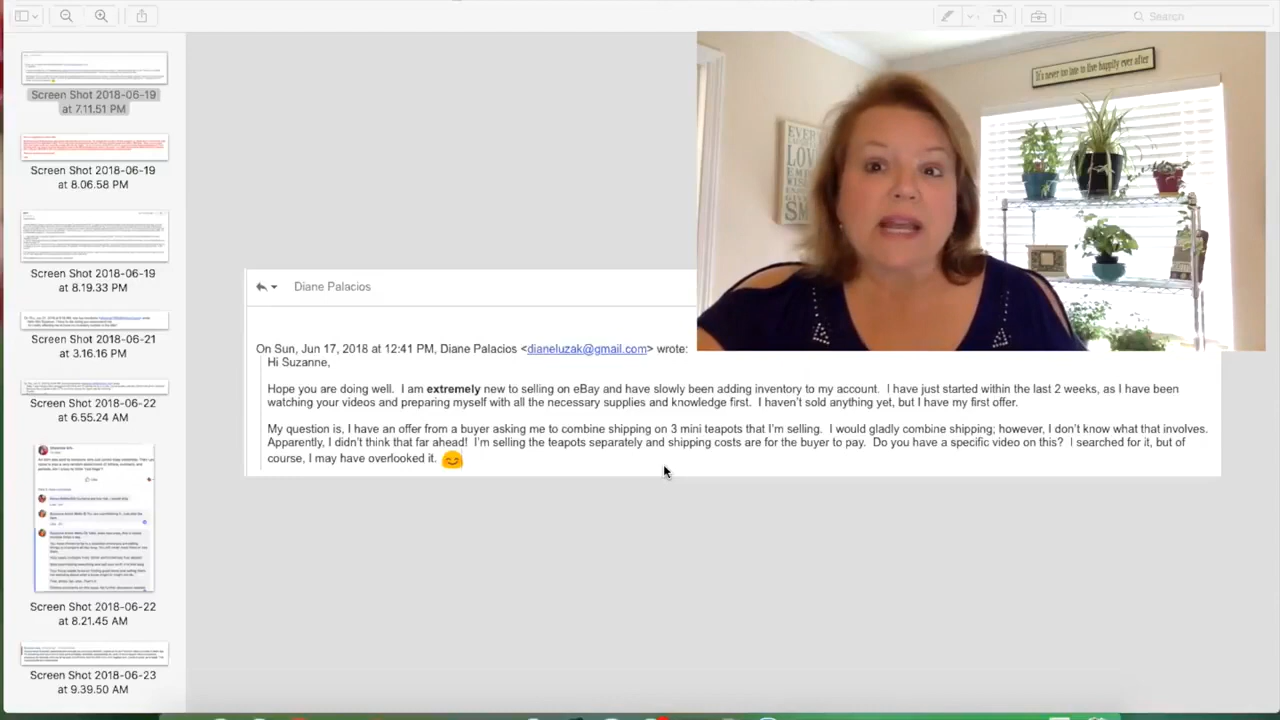 Search
Screen Shot 2018-06-19
at 7.11.51 PM
Screen Shot 2018-06-19
at 8.06.58 PM
Screen Shot 2018-06-19
at 8.19.33 PM
Screen Shot 2018-06-21
at 3.16.16 PM
Screen Shot 2018-06-22
at 6.55.24 AM
Screen Shot 2018-06-22
at 8.21.45 AM
Screen Shot 2018-06-23
at 9.39.50 AM
It's never too late to live happily ever after
EVER
LOVE
SM
Diane Palacios
On Sun, Jun 17, 2018 at 12:41 PM, Diane Palacios <dianeluzak@gmail.com> wrote:
Hi Suzanne,
Hope you are doing well. I am extremely new to selling on eBay and have slowly been adding inventory to my account. I have just started within the last 2 weeks, as I have been
watching your videos and preparing myself with all the necessary supplies and knowledge first. I haven't sold anything yet, but I have my first offer.
My question is, I have an offer from a buyer asking me to combine shipping on 3 mini teapots that I'm selling. I would gladly combine shipping; however, I don't know what that involves.
Apparently, I didn't think that far ahead! I'm selling the teapots separately and shipping costs are for the buyer to pay. Do you have a specific video on this? I searched for it, but of
course, I may have overlooked it. 😊